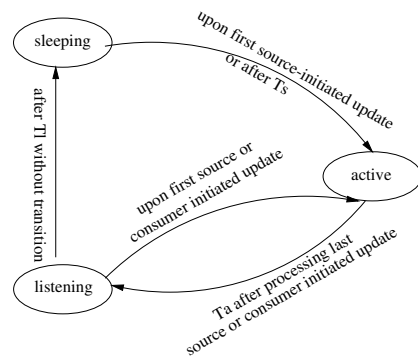 sleeping
upon first source-initiated update
or after Ts
after Tl without transition
upon first source or
consumer initiated update
active
listening
Ta after processing last
source or consumer initiated update